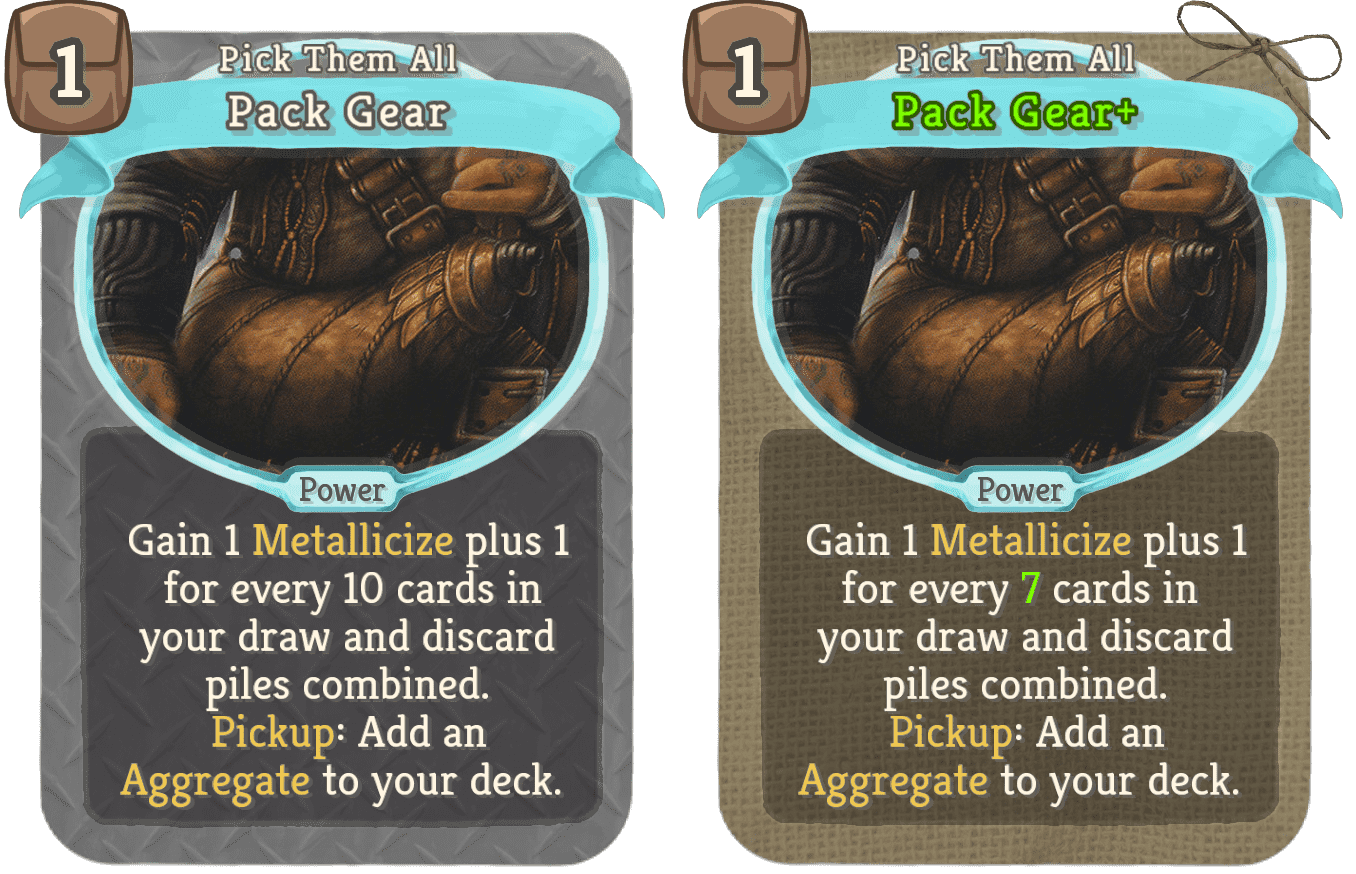 1
Pick Them All
Pack Gear
Power
Gain 1 Metallicize plus 1
for every 10 cards in
your draw and discard
piles combined.
Pickup: Add an
Aggregate to your deck.
1
Pick Them All
Pack Gear+
Power
Gain 1 Metallicize plus 1
for every 7 cards in
your draw and discard
piles combined.
Pickup: Add an
Aggregate to your deck.